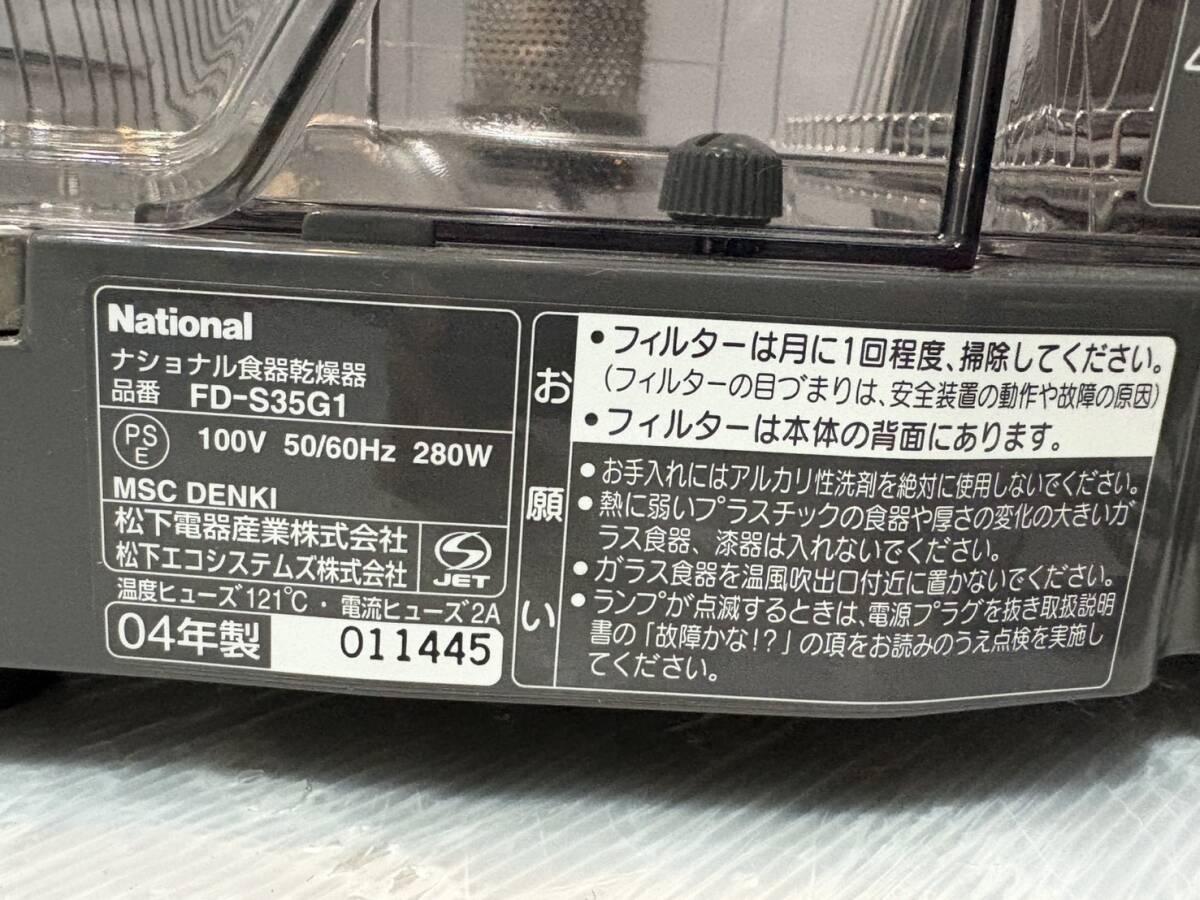 National
ナショナル食器乾燥器
品番 FD-S35G1
PS
E
100V 50/60Hz 280W
MSC DENKI
松下電器産業株式会社
松下エコシステムズ株式会社
JET
温度ヒューズ121℃・電流ヒューズ2A
04年製 011445
お願い
•フィルターは月に1回程度、掃除してください。
(フィルターの目づまりは、安全装置の動作や故障の原因)
•フィルターは本体の背面にあります。
●お手入れにはアルカリ性洗剤を絶対に使用しないでください。
●熱に弱いプラスチックの食器や厚さの変化の大きいガ
ラス食器、漆器は入れないでください。
●ガラス食器を温風吹出口付近に置かないでください。
●ランプが点滅するときは、電源プラグを抜き取扱説明
書の「故障かな!?」の項をお読みのうえ点検を実施し
てください。